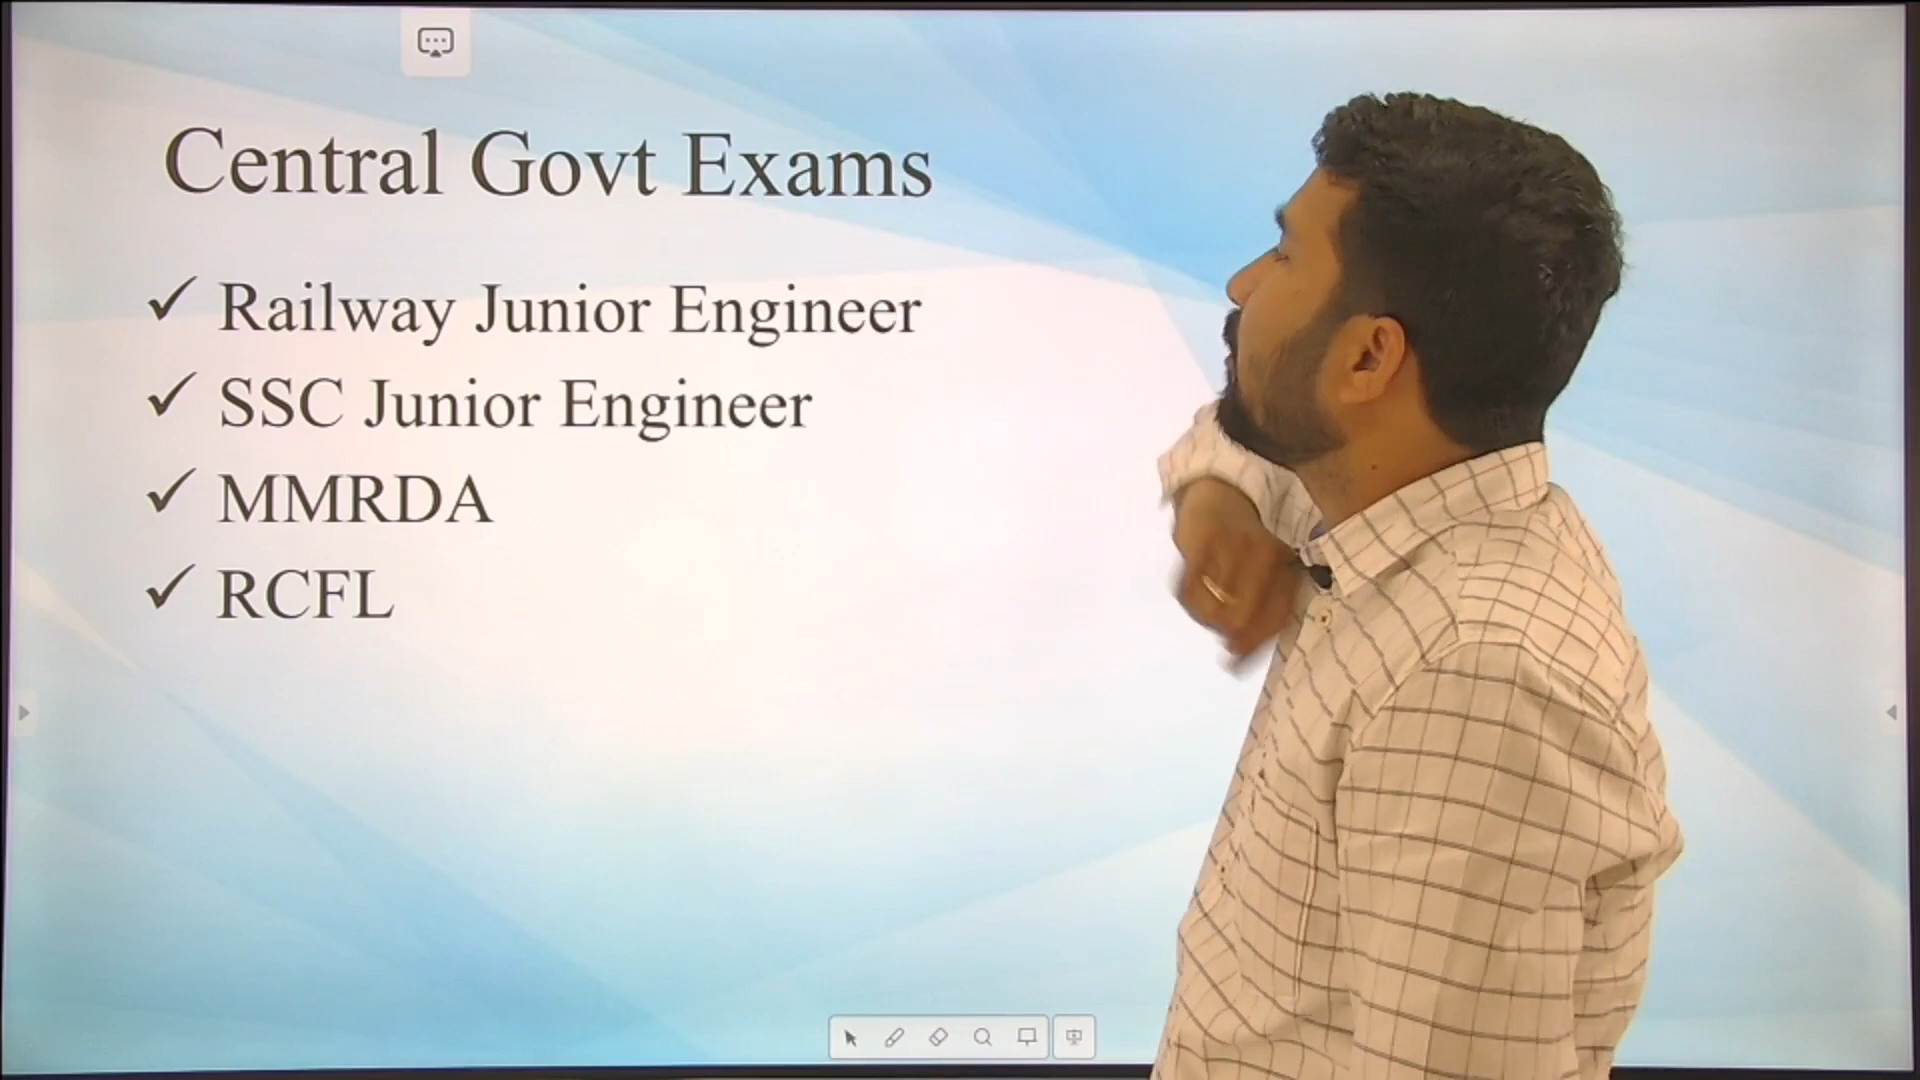 Central Govt Exams
✓ Railway Junior Engineer
✓ SSC Junior Engineer
✓ MMRDA
✓ RCFL